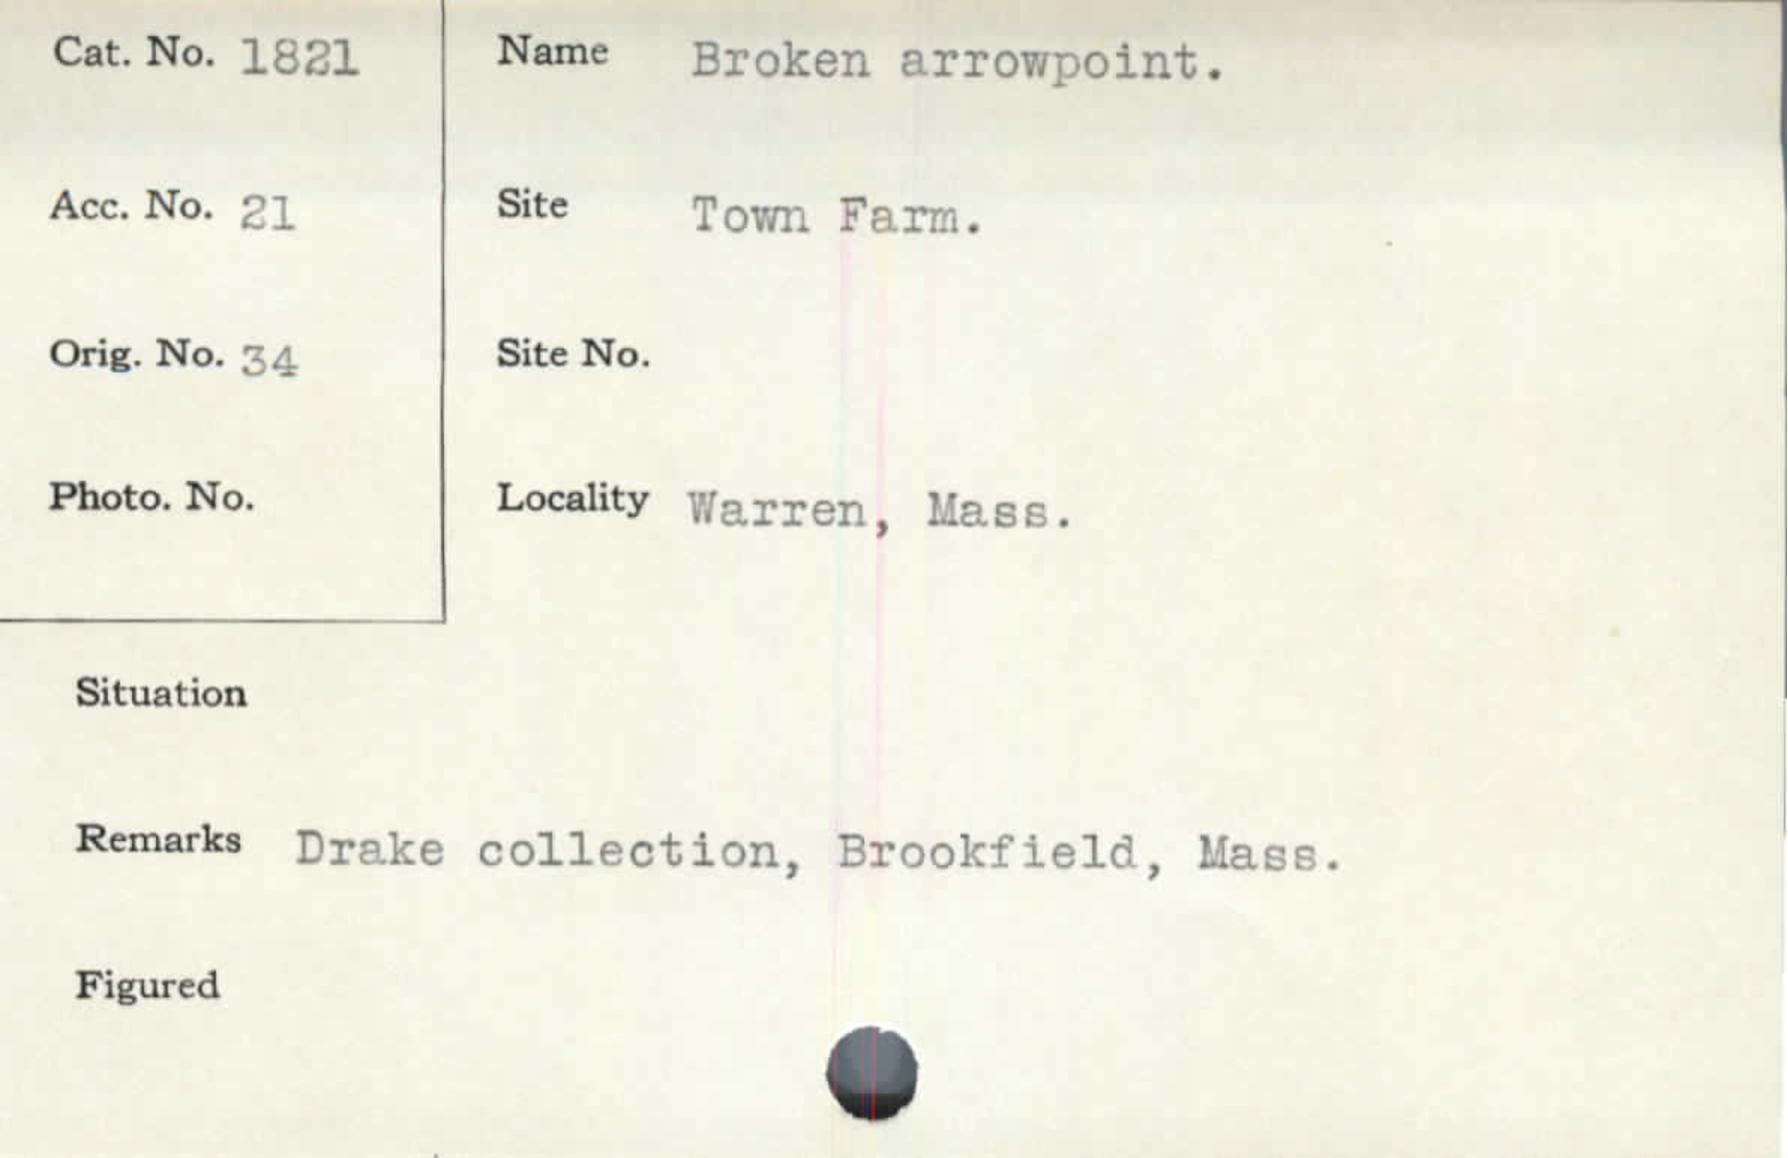 Cat. No. 1821
Name Broken arrowpoint.
Acc. No. 21
Site Town Farm.
Orig. No. 34
Site No.
Photo. No.
Locality Warren, Mass.
Situation
Remarks Drake collection, Brookfield, Mass.
Figured